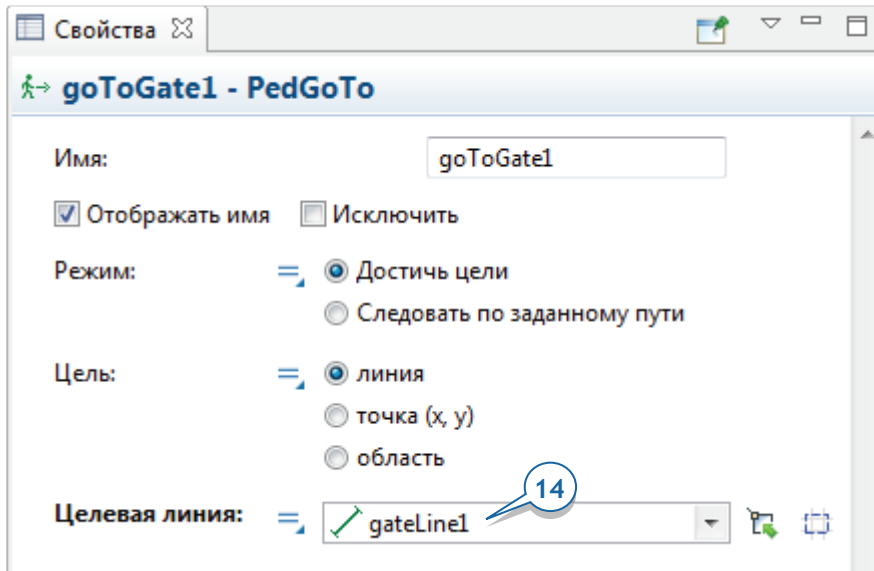 Свойства
goToGate1 - PedGoTo
Имя: goToGate1
Отображать имя Исключить
Режим: Достичь цели
Следовать по заданному пути
Цель: линия
точка (x, y)
область
14
Целевая линия: gateLine1